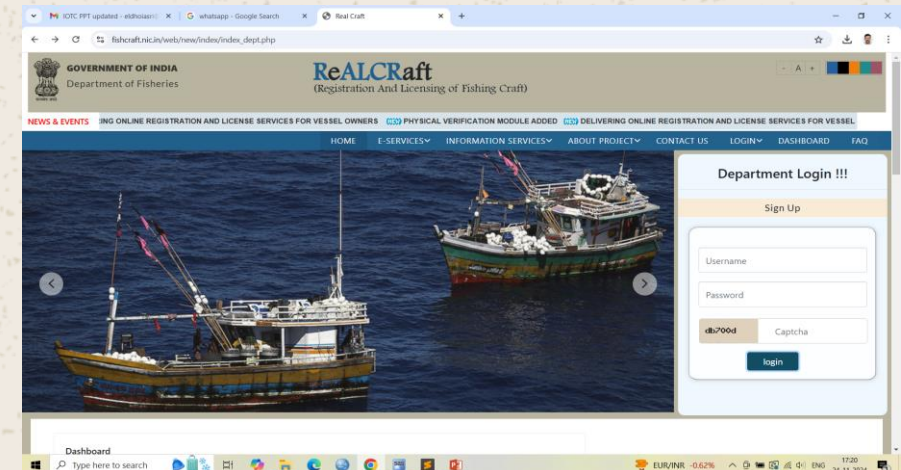 IOTC PPT updated - eldhoiasrd
whatsapp - Google Search
Real Craft
fishcraft.nic.in/web/new/index/index_dept.php
GOVERNMENT OF INDIA
Department of Fisheries
ReALCRaft
(Registration And Licensing of Fishing Craft)
- A +
NEWS & EVENTS
ING ONLINE REGISTRATION AND LICENSE SERVICES FOR VESSEL OWNERS PHYSICAL VERIFICATION MODULE ADDED DELIVERING ONLINE REGISTRATION AND LICENSE SERVICES FOR VESSEL
HOME E-SERVICES INFORMATION SERVICES ABOUT PROJECT CONTACT US LOGIN DASHBOARD FAQ
Department Login !!!
Sign Up
Username
Password
db700d
Captcha
login
Dashboard
Type here to search
EUR/INR -0.62%
ENG
17:20
24-11-2024